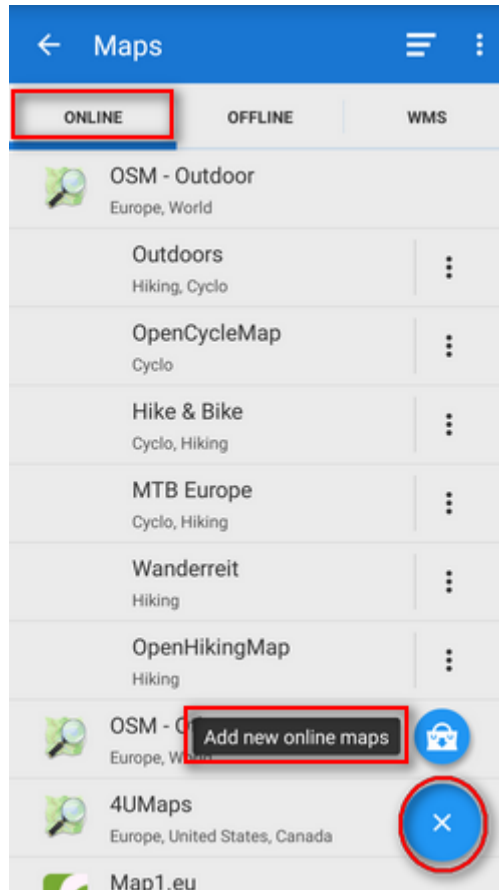 Maps
ONLINE OFFLINE WMS
OSM - Outdoor
Europe, World
Outdoors
Hiking, Cyclo
OpenCycleMap
Cyclo
Hike & Bike
Cyclo, Hiking
MTB Europe
Cyclo, Hiking
Wanderreit
Hiking
OpenHikingMap
Hiking
OSM -
Add new online maps
Europe,
4UMaps
Europe, United States, Canada
Map1.eu